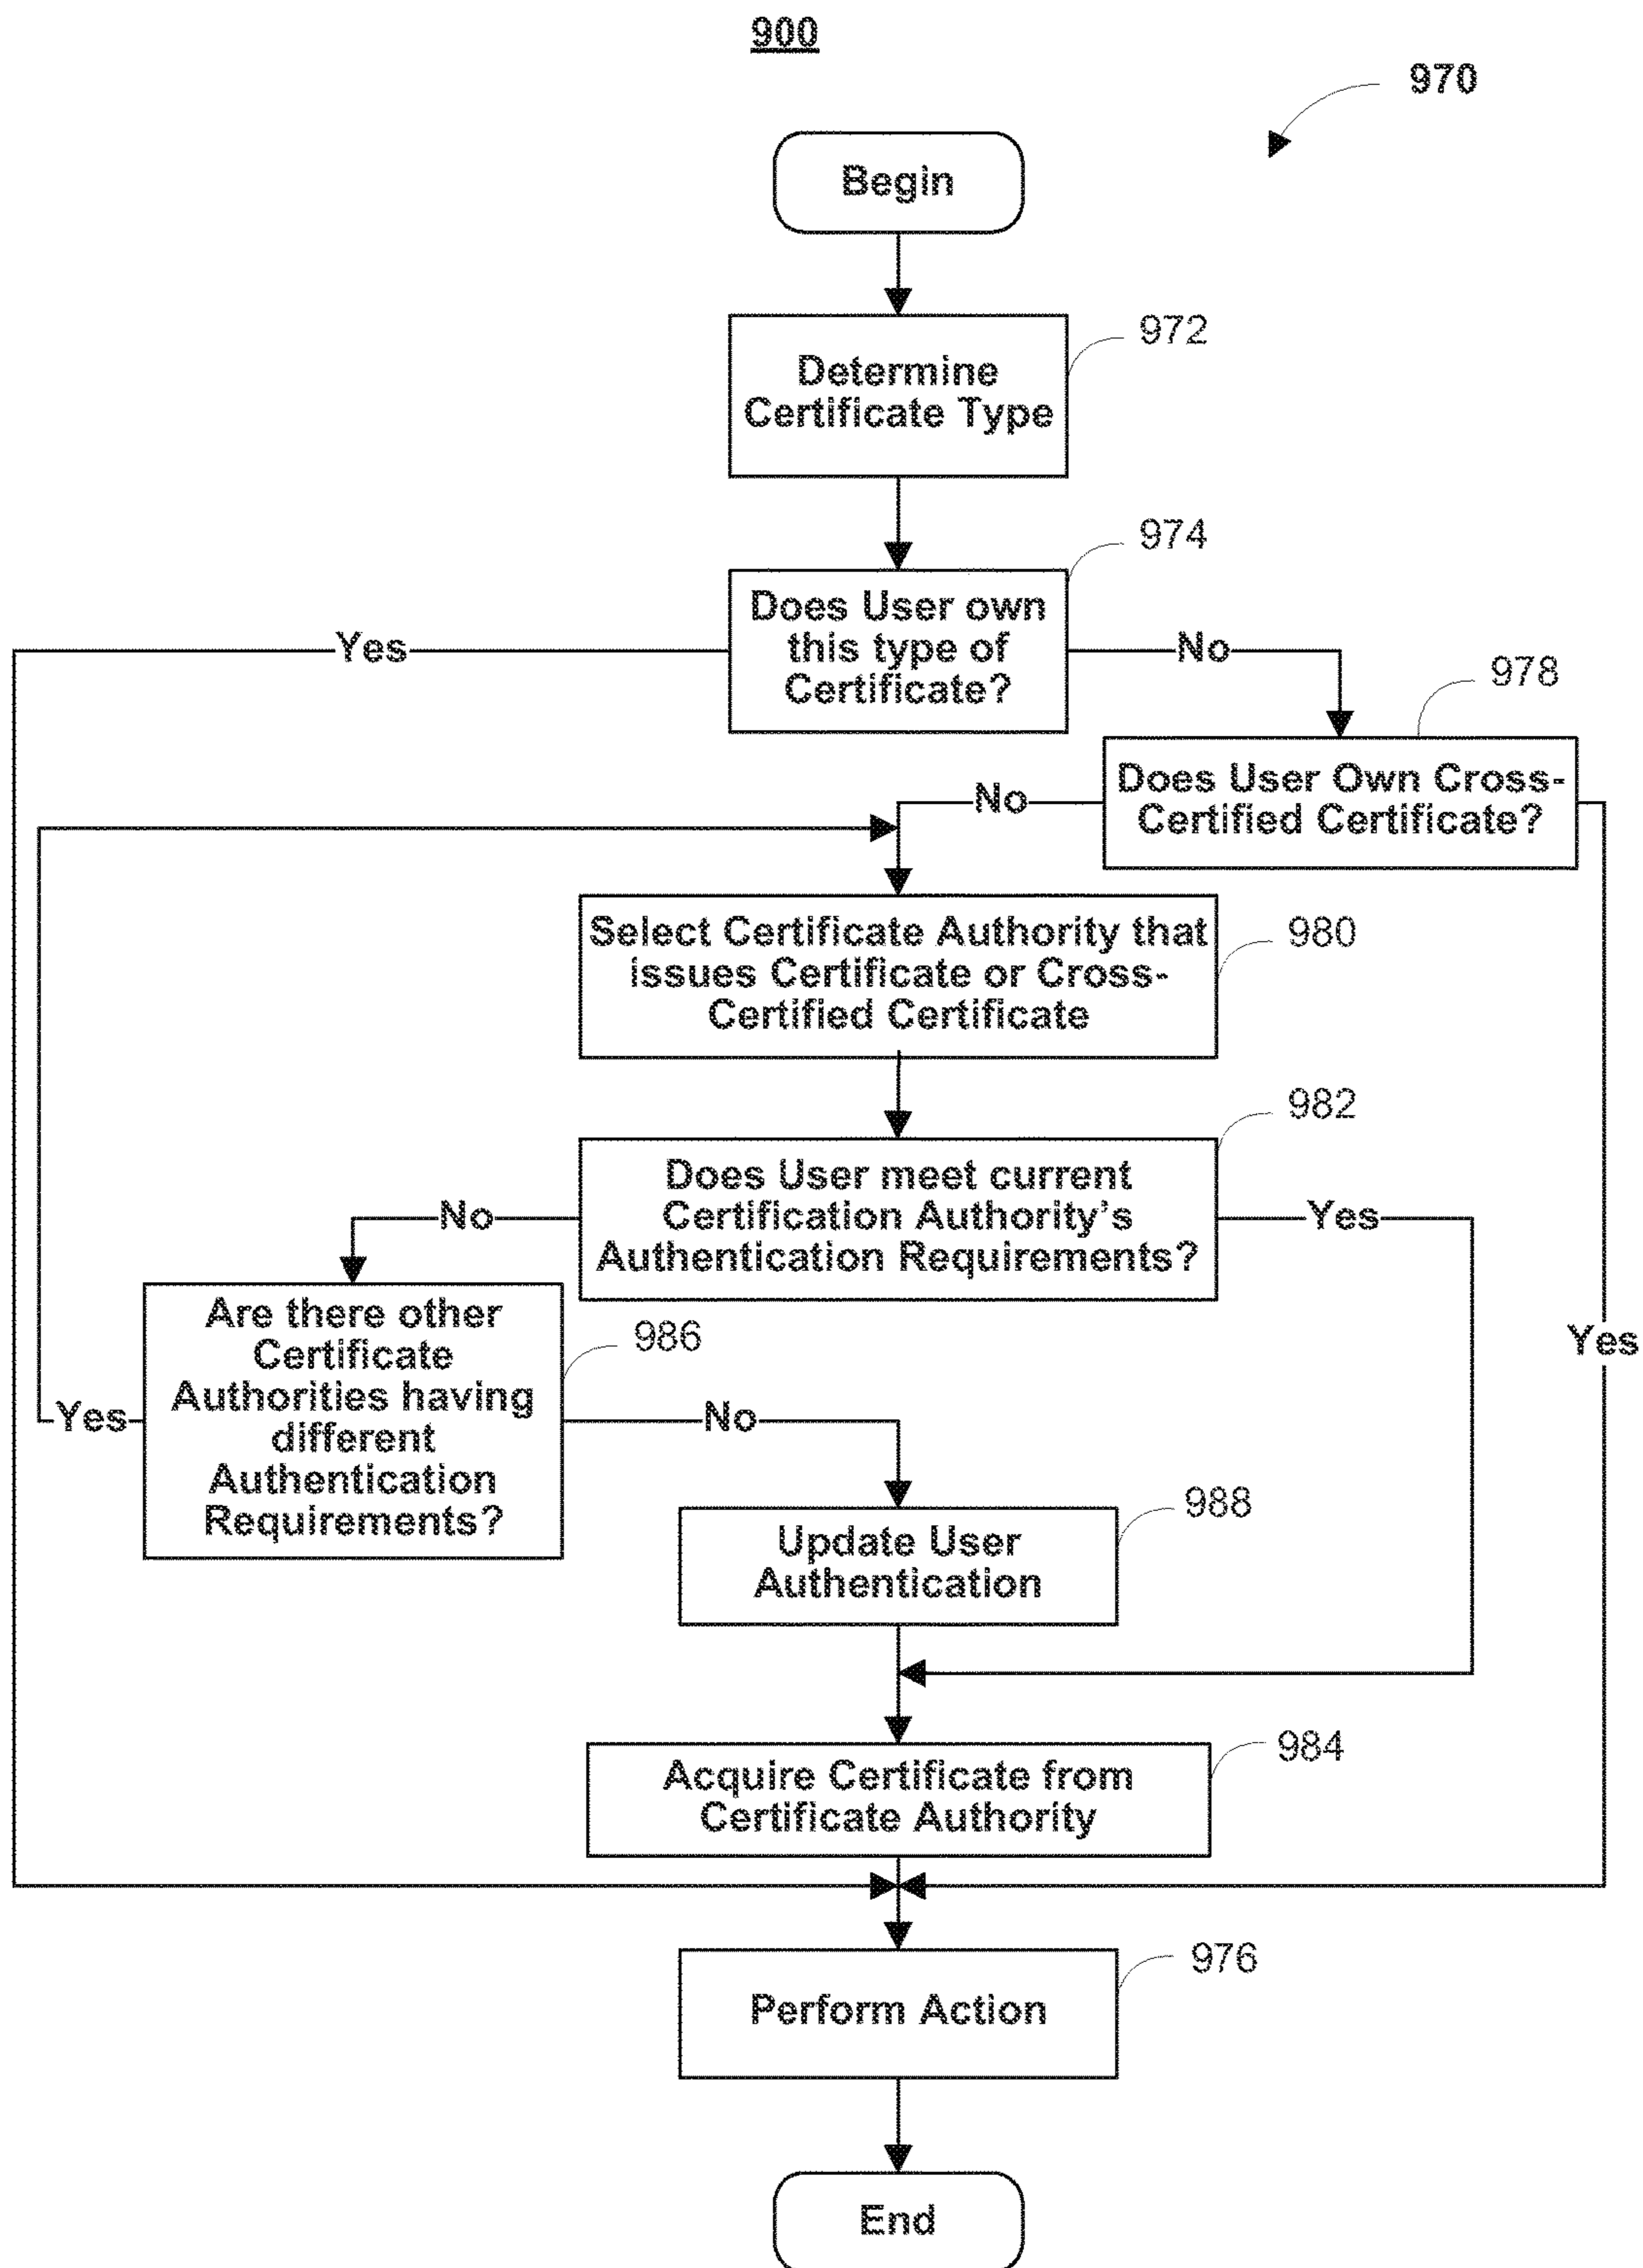 900
970
Begin
972
Determine
Certificate Type
974
Does User own
this type of
Certificate?
Yes
No
978
Does User Own Cross-
Certified Certificate?
No
Yes
980
Select Certificate Authority that
issues Certificate or Cross-
Certified Certificate
982
Does User meet current
Certification Authority's
Authentication Requirements?
No
Yes
986
Are there other
Certificate
Authorities having
different
Authentication
Requirements?
Yes
No
988
Update User
Authentication
984
Acquire Certificate from
Certificate Authority
976
Perform Action
End